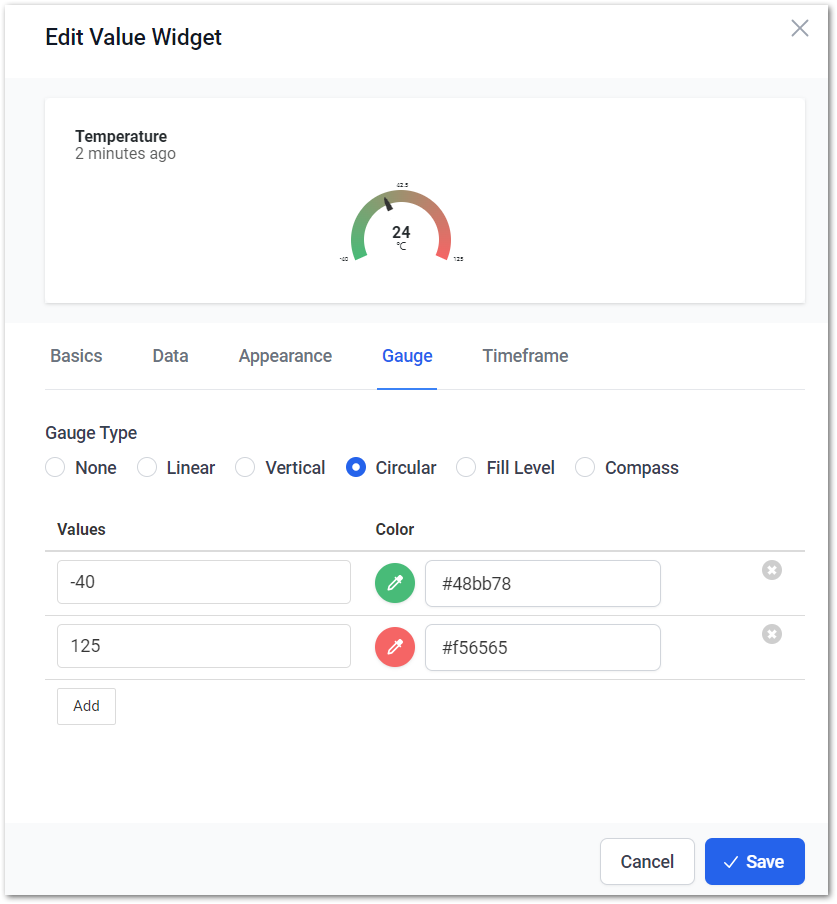 Edit Value Widget
Temperature
2 minutes ago
42.5
24
°C
-40
125
Basics Data Appearance Gauge Timeframe
Gauge Type
None Linear Vertical Circular Fill Level Compass
Values Color
-40 #48bb78
125 #f56565
Add
Cancel Save